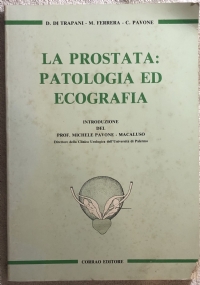 D. DI TRAPANI - M. FERRERA - C. PAVONE
LA PROSTATA:
PATOLOGIA ED
ECOGRAFIA
INTRODUZIONE
DEL
PROF. MICHELE PAVONE - MACALUSO
Direttore della Clinica Urologica dell'Università di Palermo
CORRAO EDITORE